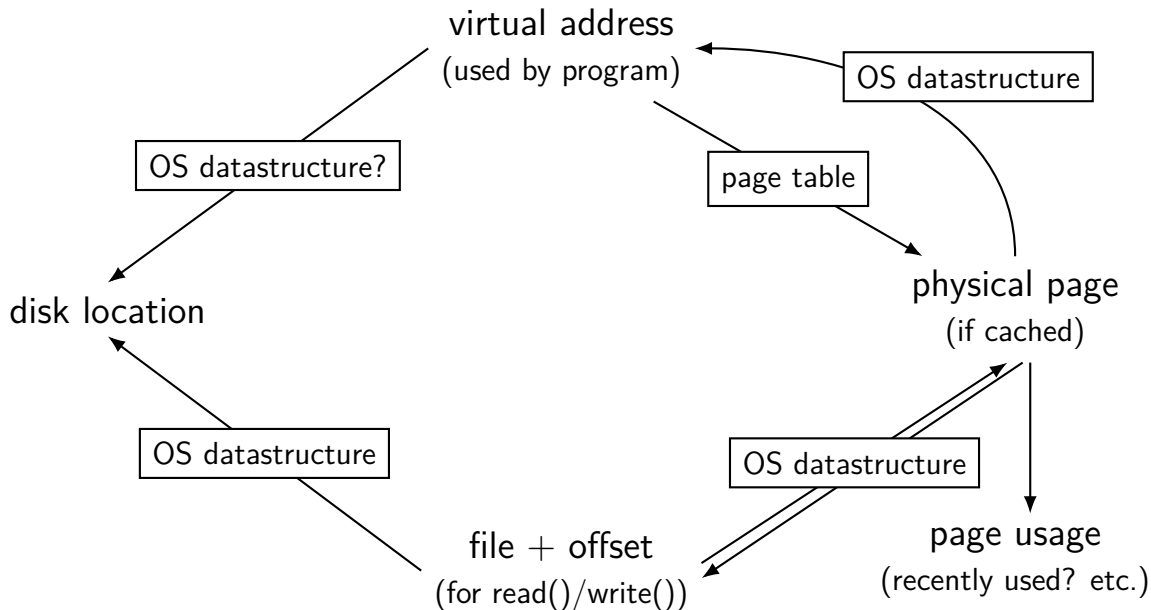 virtual address
(used by program)
OS datastructure
OS datastructure?
page table
physical page
(if cached)
disk location
OS datastructure
OS datastructure
file + offset
(for read()/write())
page usage
(recently used? etc.)